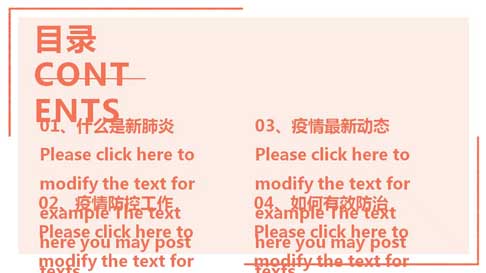 目录
CONT
ENTS
01、什么是新肺炎
Please click here to
modify the text for
example The text
here you may post
texts
02、疫情防控工作
Please click here to
modify the text for
03、疫情最新动态
Please click here to
modify the text for
example The text
here you may post
texts
04、如何有效防治
Please click here to
modify the text for